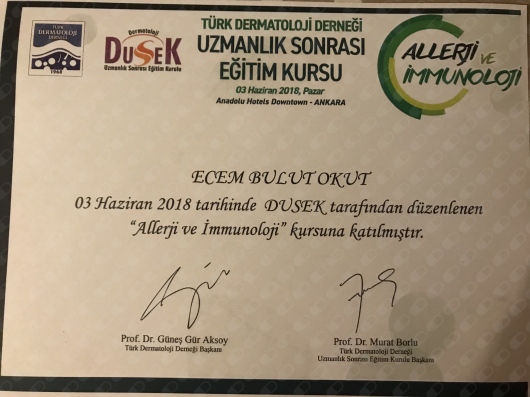 TÜRK
DERMATOLOJİ
DERNEĞİ
1968
Dermatoloji
DUSEK
Uzmanlık Sonrası Eğitim Kurulu
TÜRK DERMATOLOJİ DERNEĞİ
UZMANLIK SONRASI
EĞİTİM KURSU
03 Haziran 2018, Pazar
Anadolu Hotels Downtown - ANKARA
ALLERJİ VE
İMMUNOLOJİ
ECEM BULUT OKUT
03 Haziran 2018 tarihinde DUSEK tarafından düzenlenen
“Allerji ve İmmunoloji” kursuna katılmıştır.
Prof. Dr. Güneş Gür Aksoy
Türk Dermatoloji Derneği Başkanı
Prof. Dr. Murat Borlu
Türk Dermatoloji Derneği
Uzmanlık Sonrası Eğitim Kurulu Başkanı